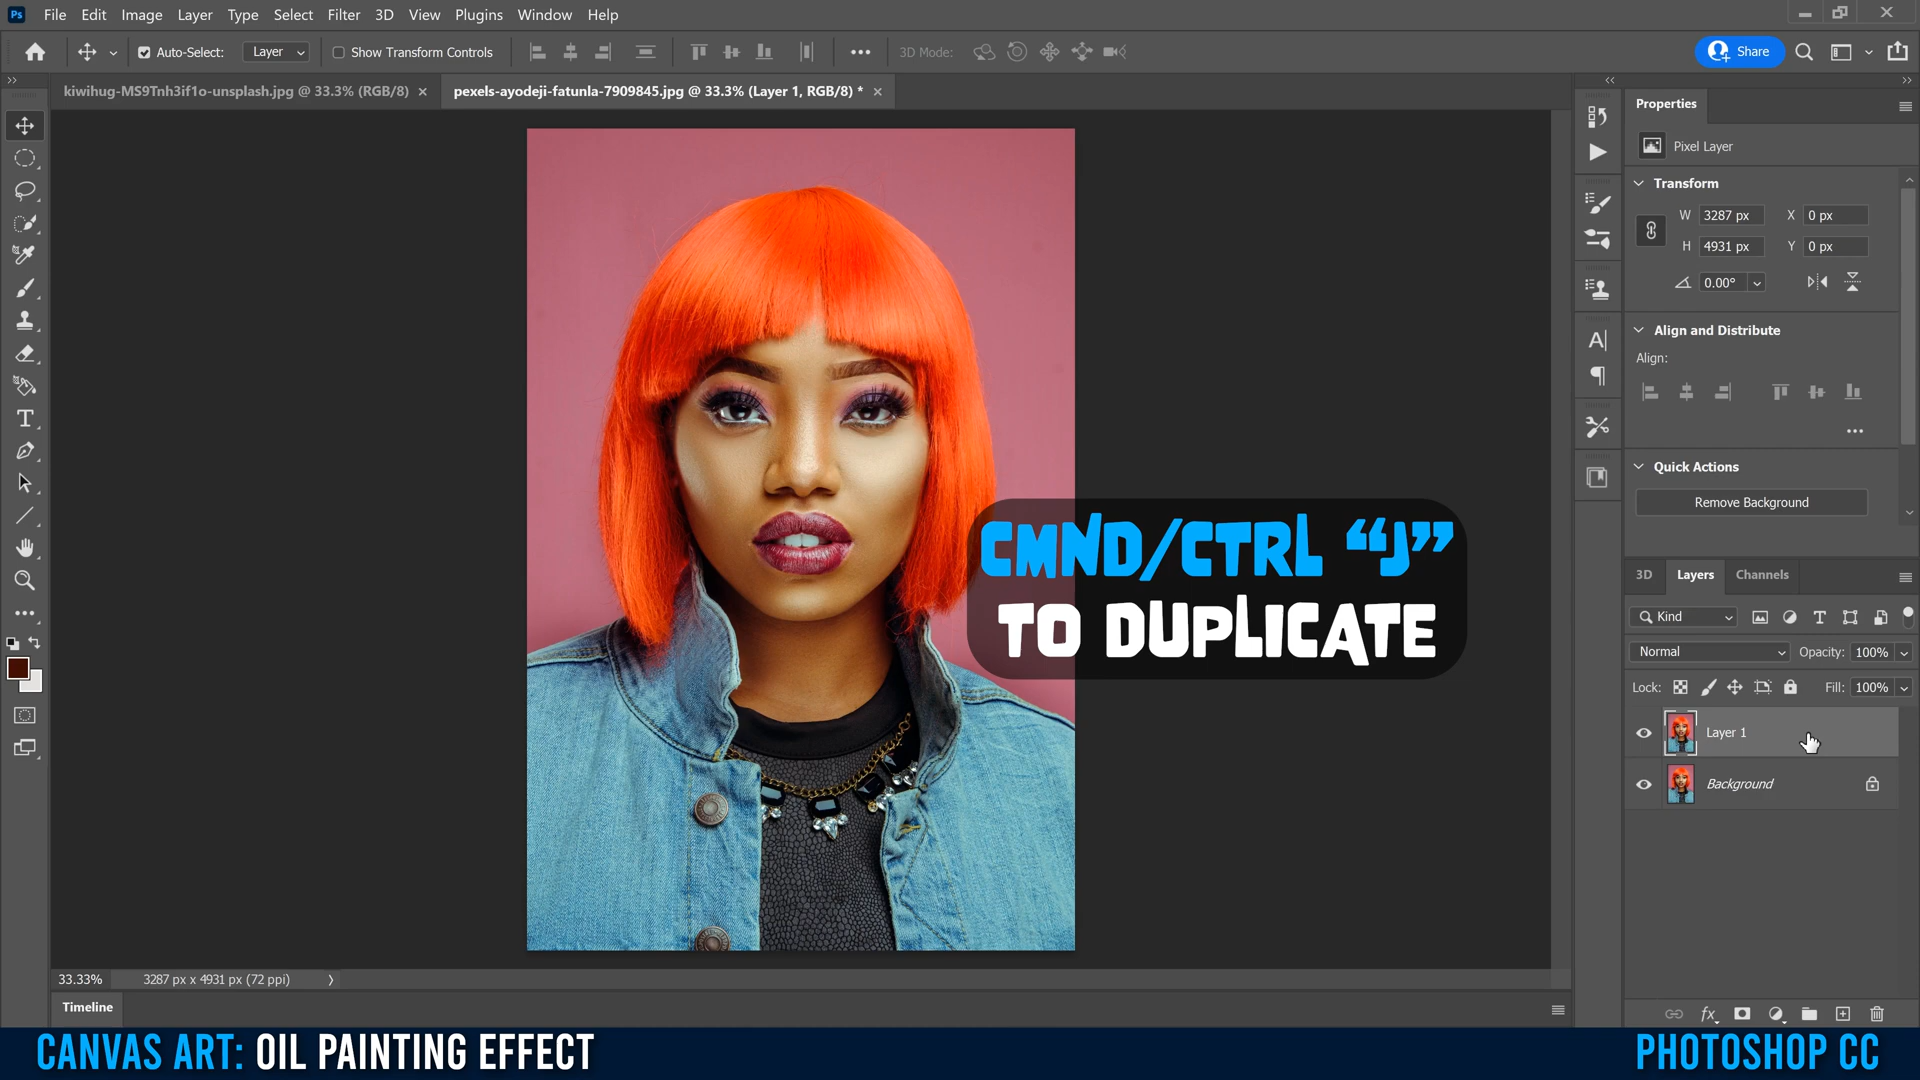 Ps File Edit Image Layer Type Select Filter 3D View Plugins Window Help
Auto-Select: Layer Show Transform Controls 3D Mode: Share
kiwihug-MS9Tnh3if1o-unsplash.jpg @ 33.3% (RGB/8) × pexels-ayodeji-fatunla-7909845.jpg @ 33.3% (Layer 1, RGB/8) * ×
Properties
Pixel Layer
Transform
W 3287 px X 0 px
H 4931 px Y 0 px
0.00°
Align and Distribute
Align:
Quick Actions
Remove Background
CMND/CTRL “J”
TO DUPLICATE
3D Layers Channels
Kind
Normal Opacity: 100%
Lock: Fill: 100%
Layer 1
Background
33.33% 3287 px x 4931 px (72 ppi)
Timeline
CANVAS ART: OIL PAINTING EFFECT
PHOTOSHOP CC